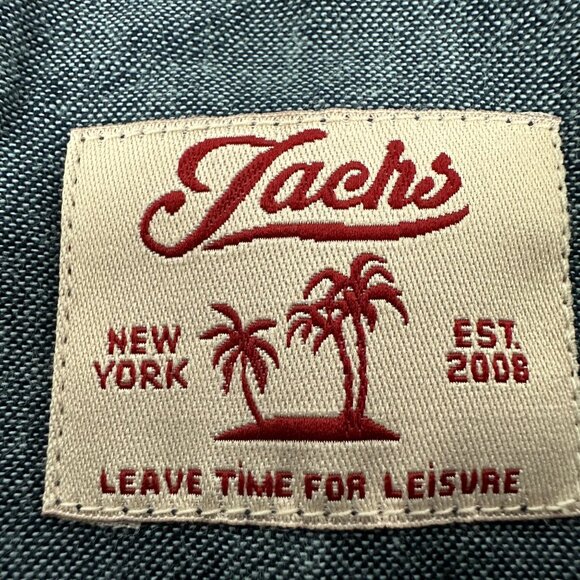 Jachs
NEW YORK
EST. 2008
LEAVE TiME FOR LEiSURE